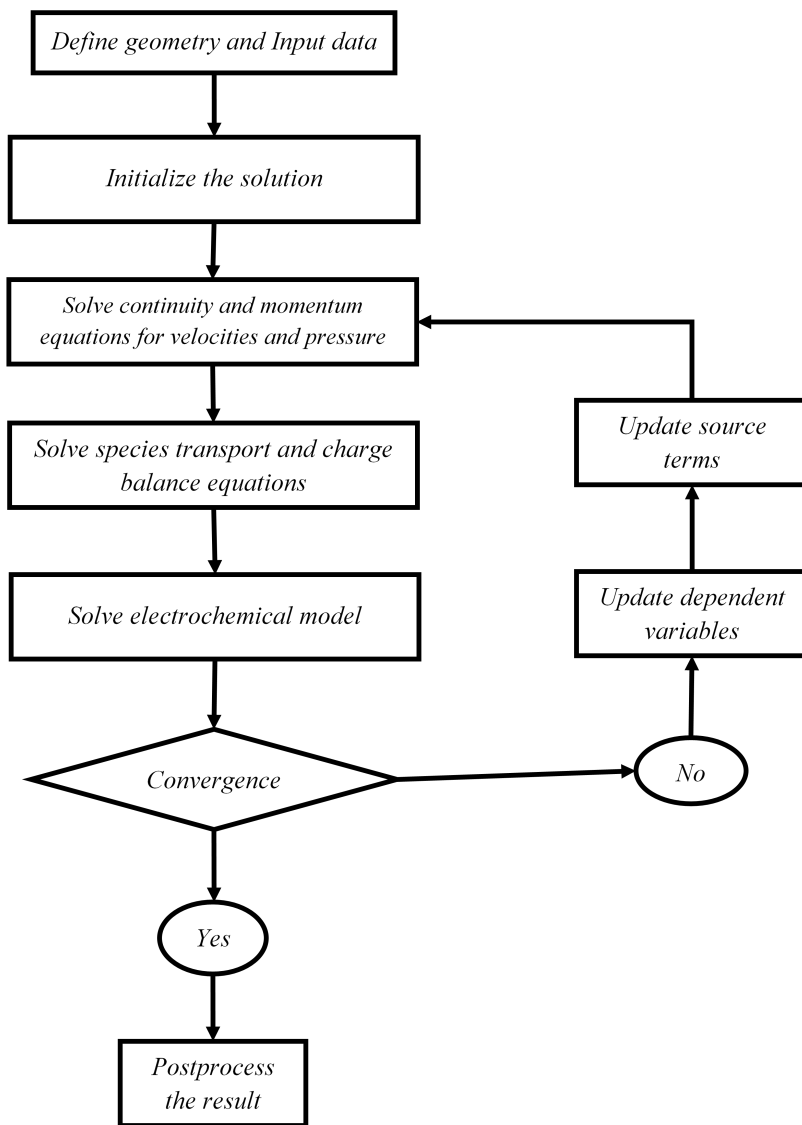 Define geometry and Input data
Initialize the solution
Solve continuity and momentum
equations for velocities and pressure
Solve species transport and charge
balance equations
Solve electrochemical model
Convergence
No
Update dependent
variables
Update source
terms
Yes
Postprocess
the result